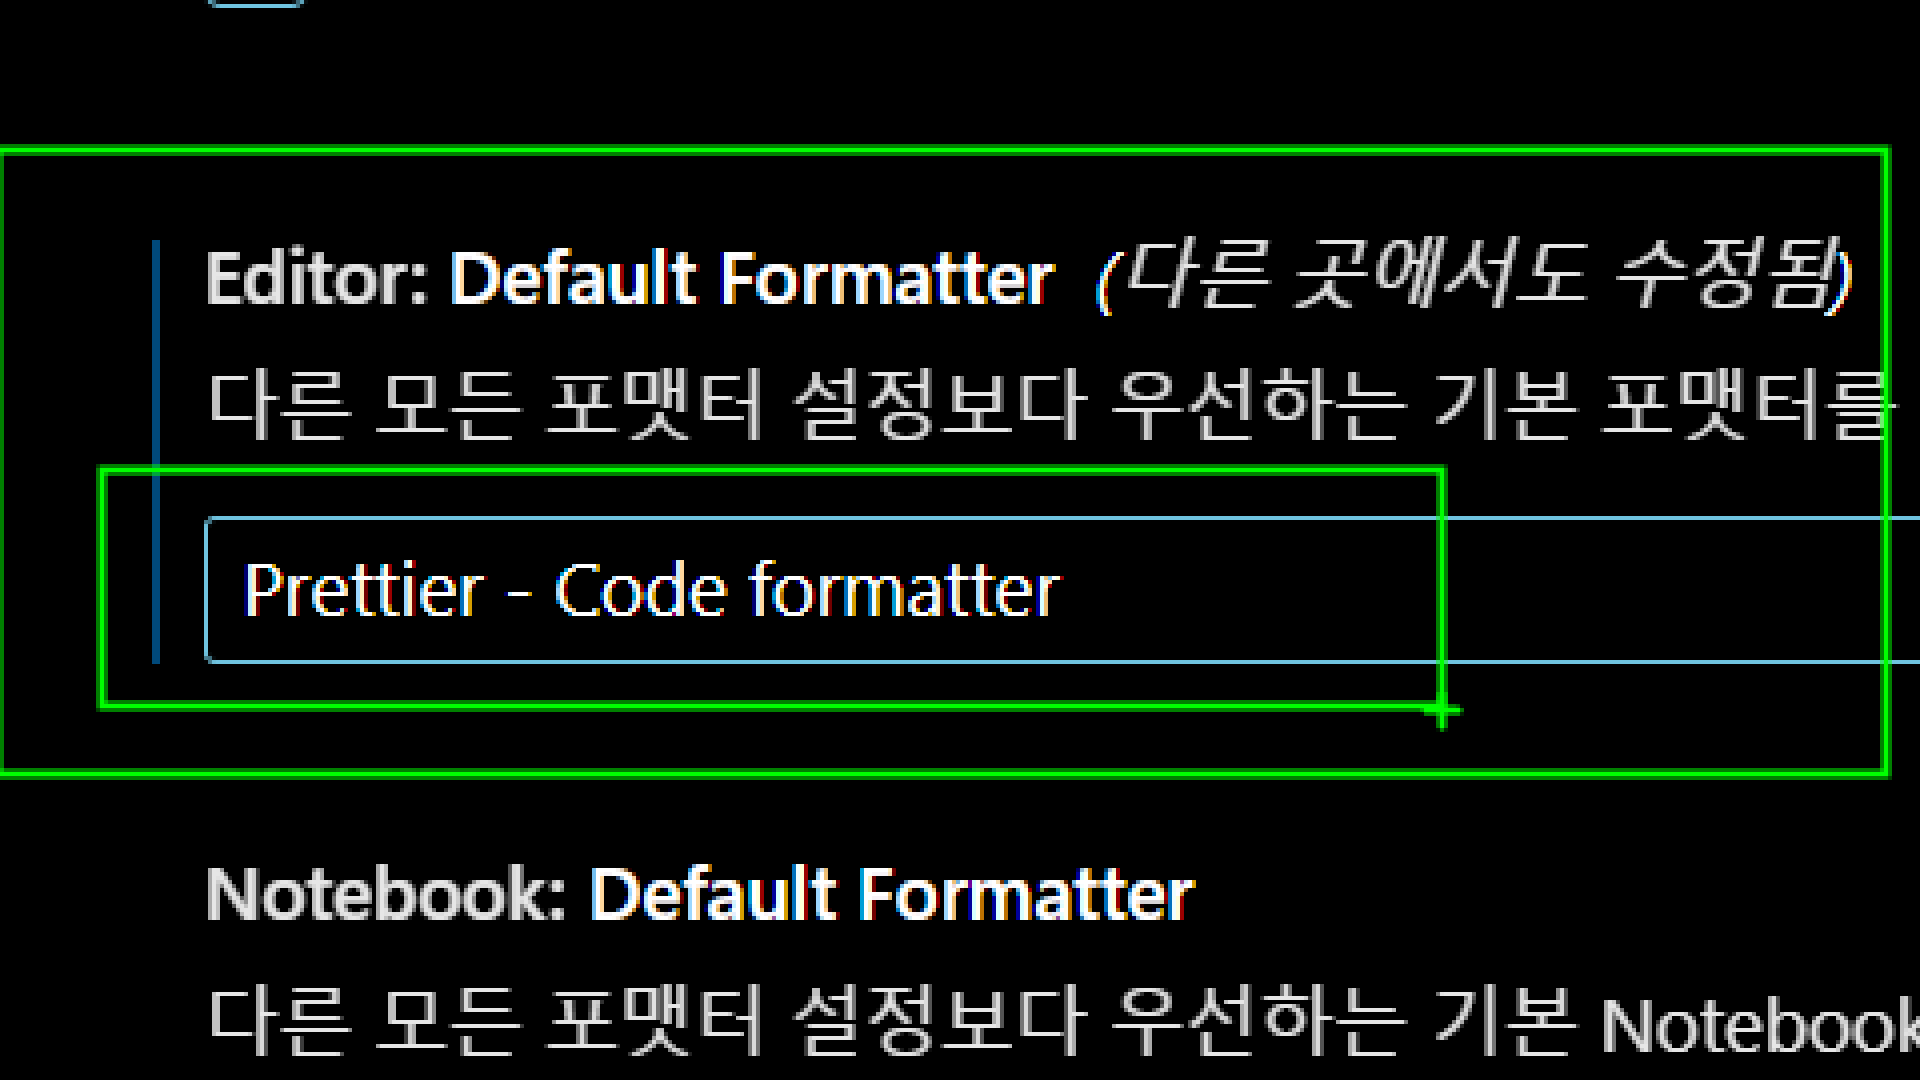 Editor: Default Formatter (다른 곳에서도 수정됨)
다른 모든 포맷터 설정보다 우선하는 기본 포맷터를
Prettier - Code formatter
Notebook: Default Formatter
다른 모든 포맷터 설정보다 우선하는 기본 Notebook